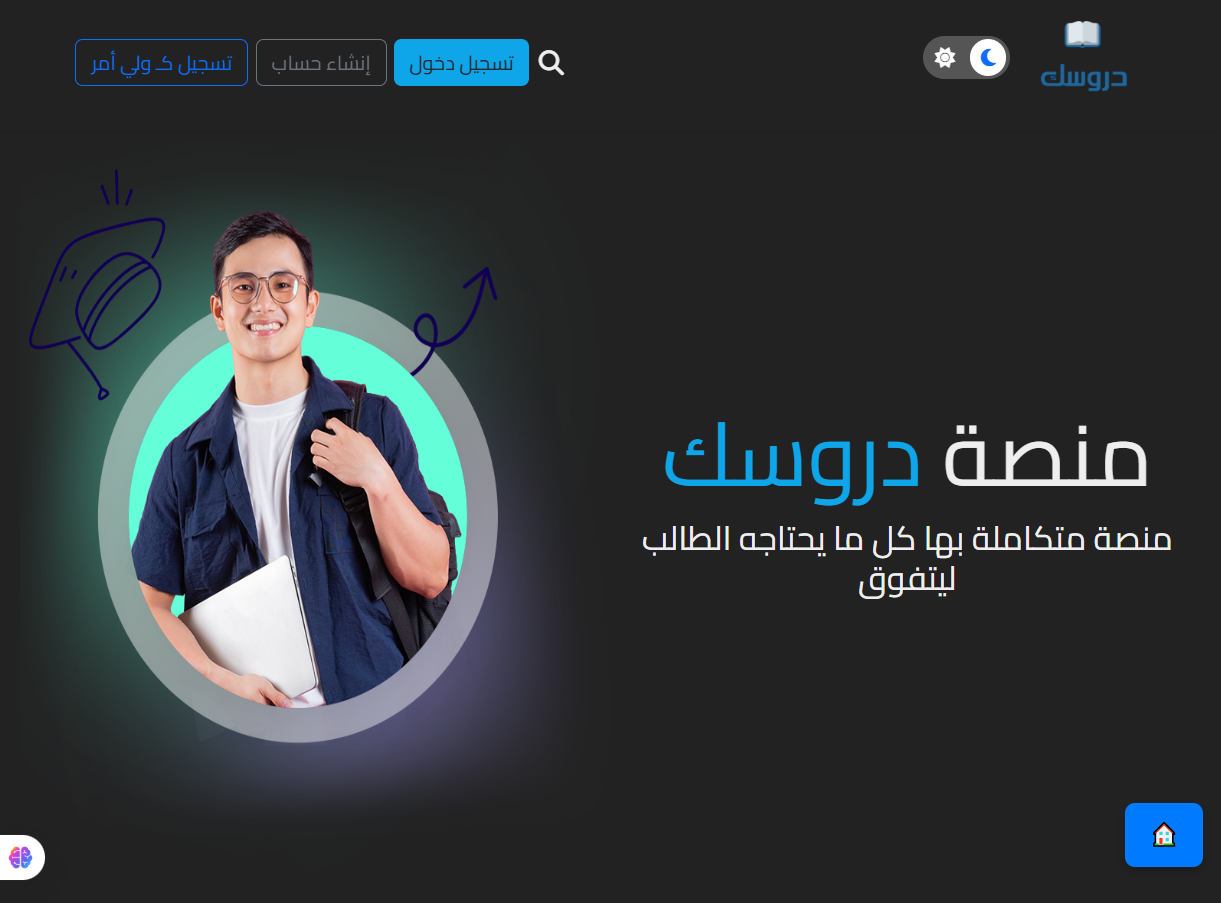 دروسك
تسجيل دخول
إنشاء حساب
تسجيل كـ ولي أمر
منصة دروسك
منصة متكاملة بها كل ما يحتاجه الطالب
ليتفوق